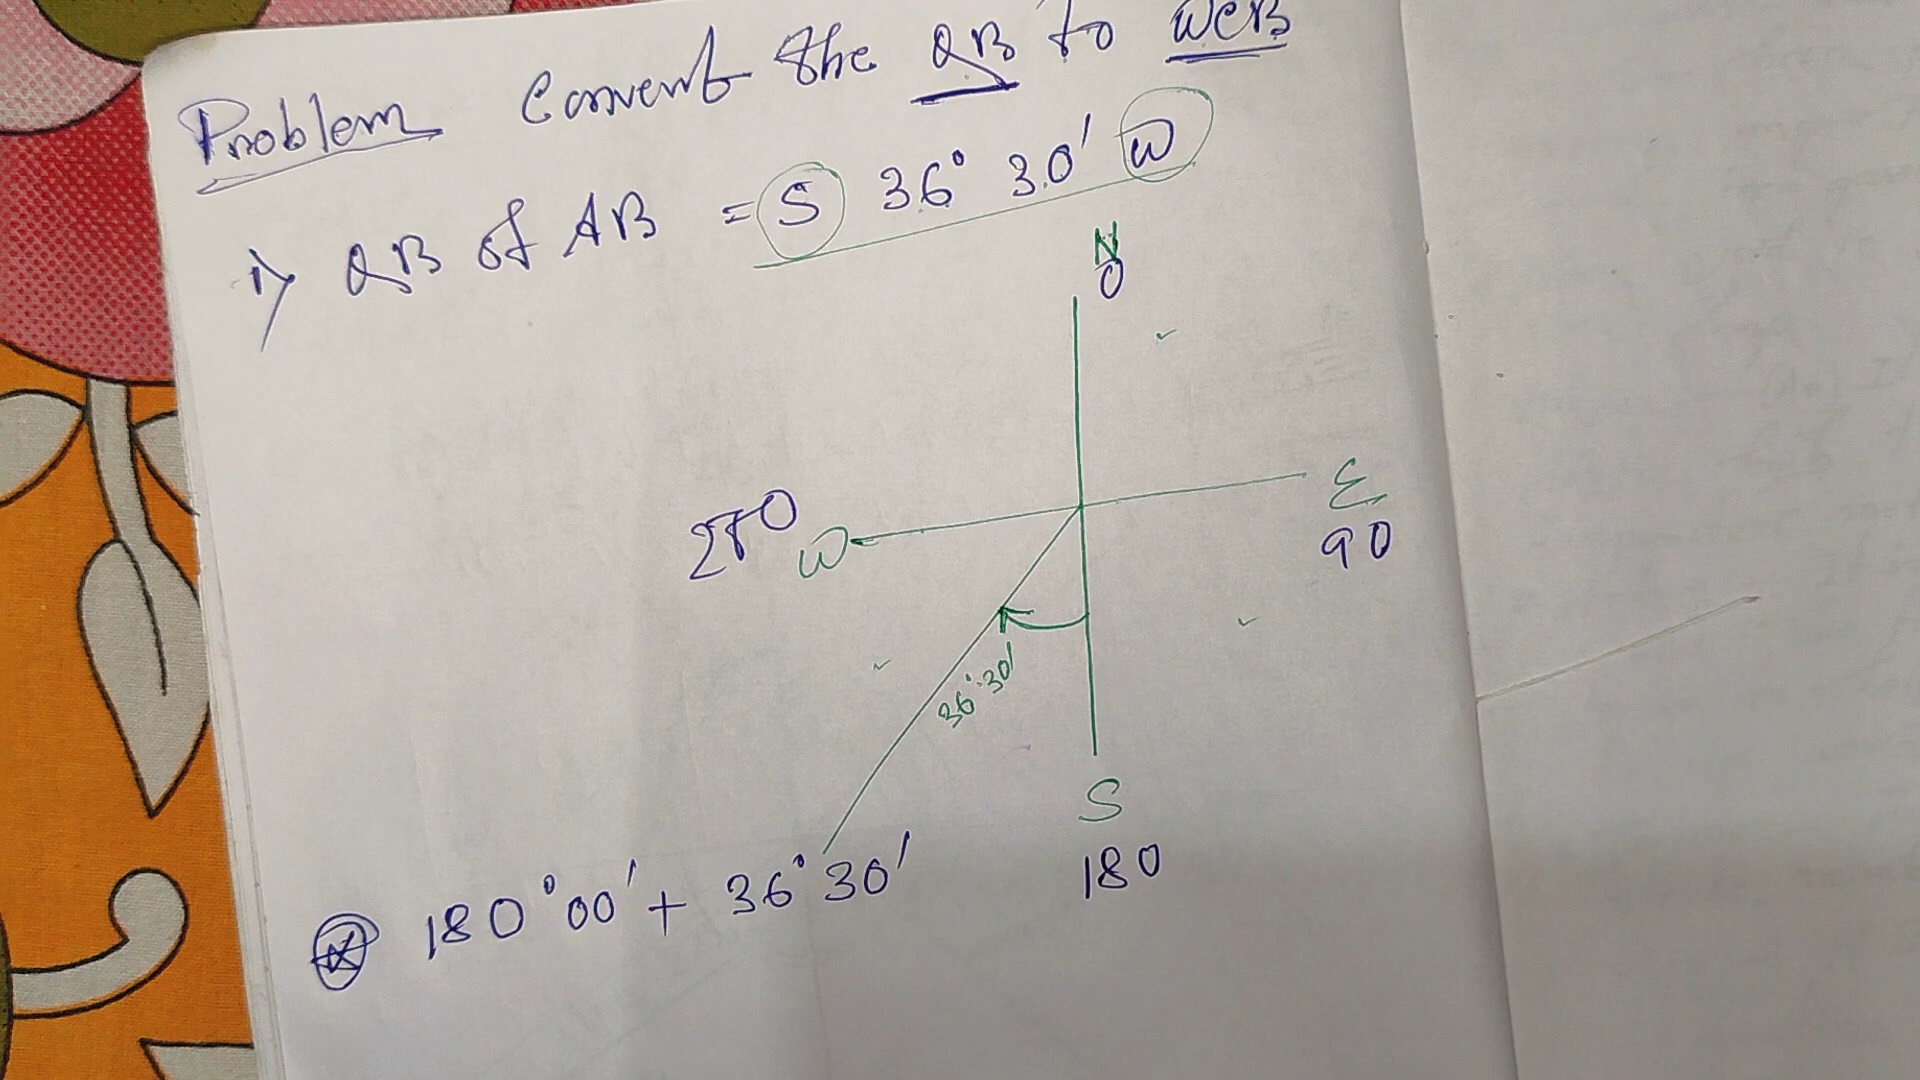 Problem Convert the QB to WCB
1) QB of AB = S 36° 30' W
N
0
270 W
E
90
36° 30'
S
180
180° 00' + 36° 30'